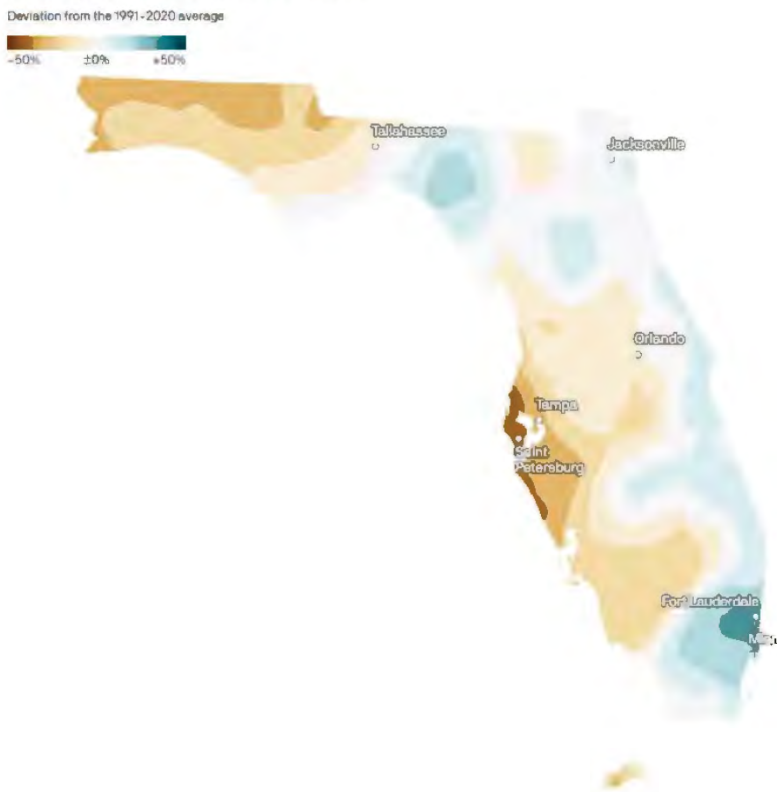 Deviation from the 1991-2020 average
-50% ±0% +50%
Tallahassee
Jacksonville
Orlando
Tampa
Saint
Petersburg
Fort Lauderdale